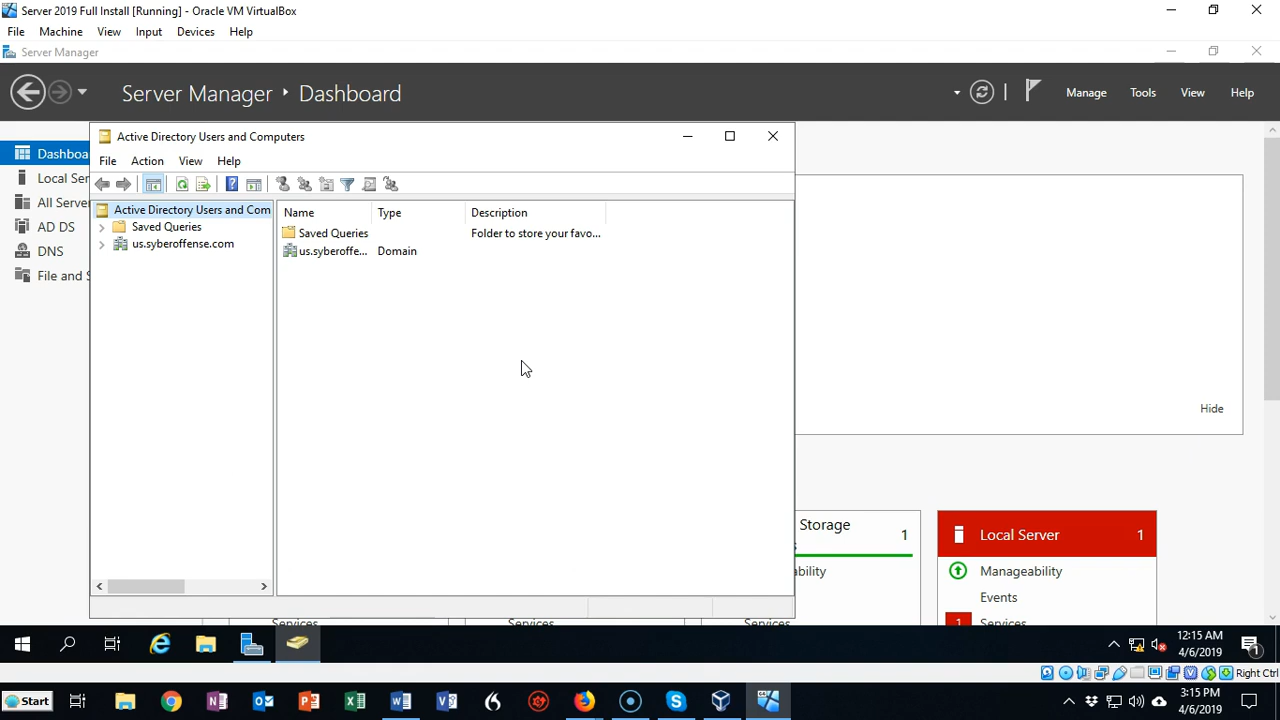 Server 2019 Full Install [Running] - Oracle VM VirtualBox
File Machine View Input Devices Help
Server Manager
Server Manager Dashboard
Manage Tools View Help
Active Directory Users and Computers
File Action View Help
Dashboa
Local Ser
All Serve
AD DS
DNS
File and S
Active Directory Users and Com
Saved Queries
us.syberoffense.com
Name Type Description
Saved Queries Folder to store your favo...
us.syberoffe... Domain
Hide
Storage 1
Local Server 1
ability
Manageability
Events
1 Services
Services Services Services
12:15 AM
4/6/2019
1
Right Ctrl
Start
3:15 PM
4/6/2019